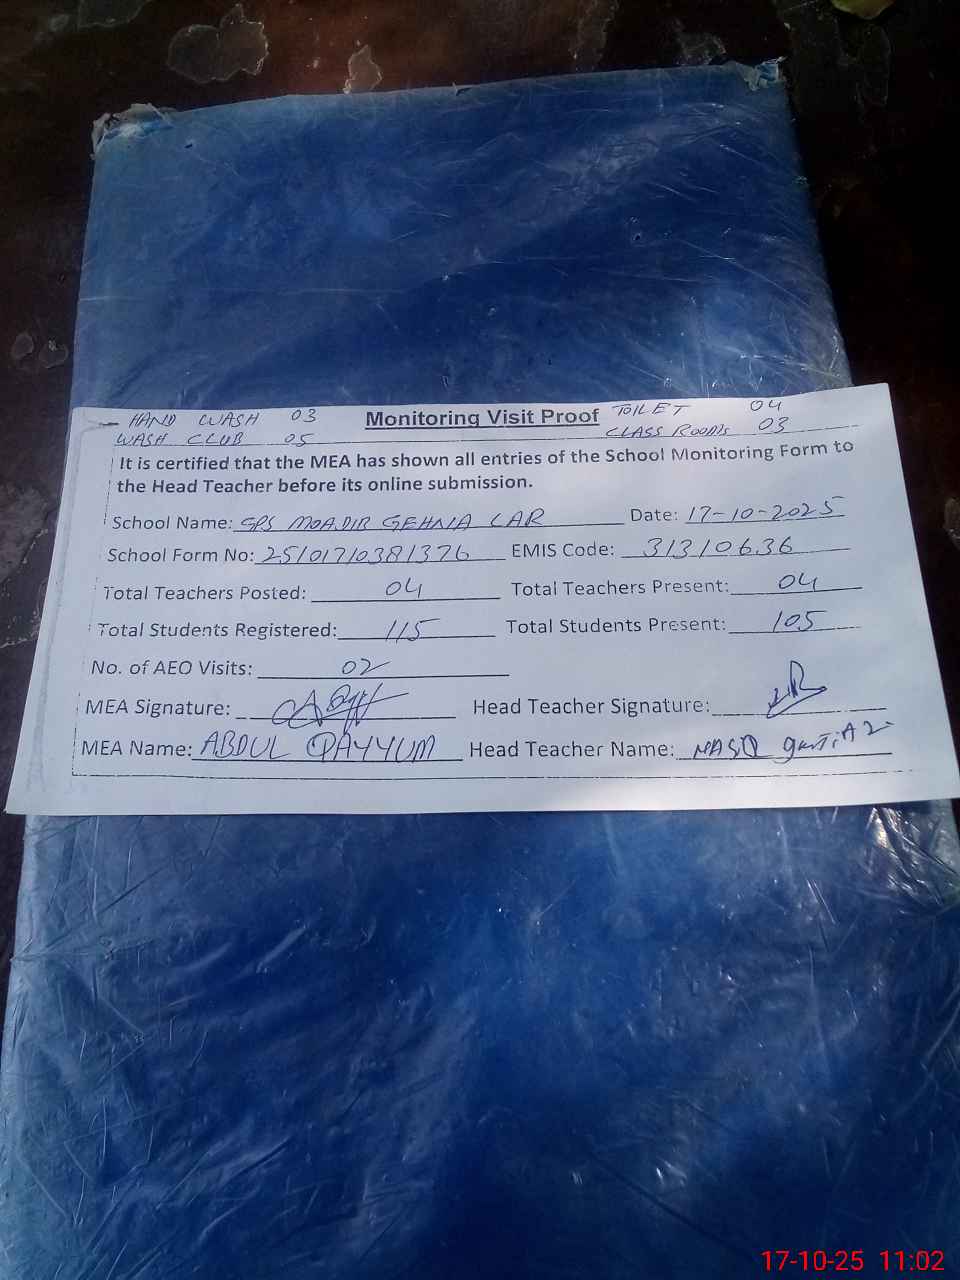 HAND WASH 03 Monitoring Visit Proof TOILET 04
WASH CLUB 05 CLASS ROOMS 03
It is certified that the MEA has shown all entries of the School Monitoring Form to
the Head Teacher before its online submission.
School Name: GPS MOADIR GEHNA LAR Date: 17-10-2025
School Form No: 25101710381376 EMIS Code: 31310636
Total Teachers Posted: 04 Total Teachers Present: 04
Total Students Registered: 115 Total Students Present: 105
No. of AEO Visits: 02
MEA Signature: Head Teacher Signature:
MEA Name: ABDUL QAYYUM Head Teacher Name:
17-10-25 11:02